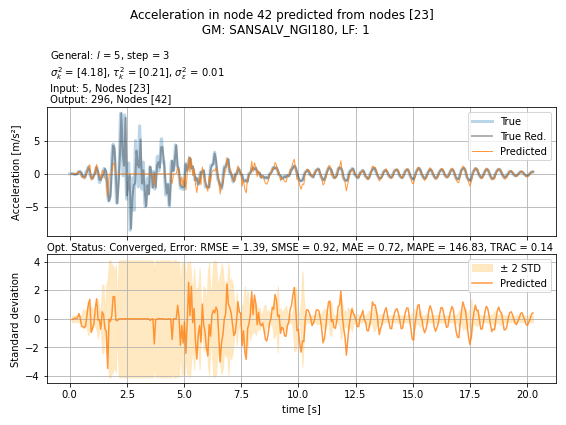 Acceleration in node 42 predicted from nodes [23]
GM: SANSALV_NGI180, LF: 1
General: l = 5, step = 3
σ²ₖ = [4.18], τ²ₖ = [0.21], σ²ₑ = 0.01
Input: 5, Nodes [23]
Output: 296, Nodes [42]
True
True Red.
Predicted
Acceleration [m/s²]
5
0
−5
Opt. Status: Converged, Error: RMSE = 1.39, SMSE = 0.92, MAE = 0.72, MAPE = 146.83, TRAC = 0.14
± 2 STD
Predicted
Standard deviation
4
2
0
−2
−4
0.0 2.5 5.0 7.5 10.0 12.5 15.0 17.5 20.0
time [s]